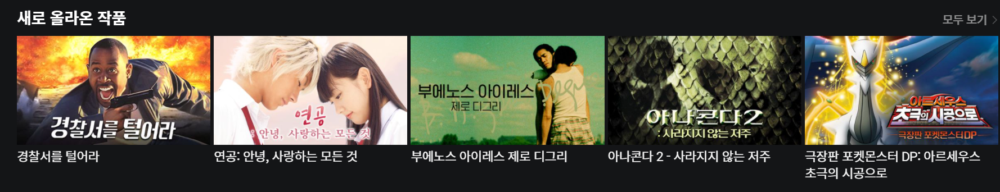 새로 올라온 작품
모두 보기
경찰서를 털어라
연공
: 안녕, 사랑하는 모든 것
부에노스 아이레스
제로 디그리
아나콘다 2
: 사라지지 않는 저주
아르세우스
초극의 시공으로
극장판 포켓몬스터 DP
경찰서를 털어라
연공: 안녕, 사랑하는 모든 것
부에노스 아이레스 제로 디그리
아나콘다 2 - 사라지지 않는 저주
극장판 포켓몬스터 DP: 아르세우스
초극의 시공으로